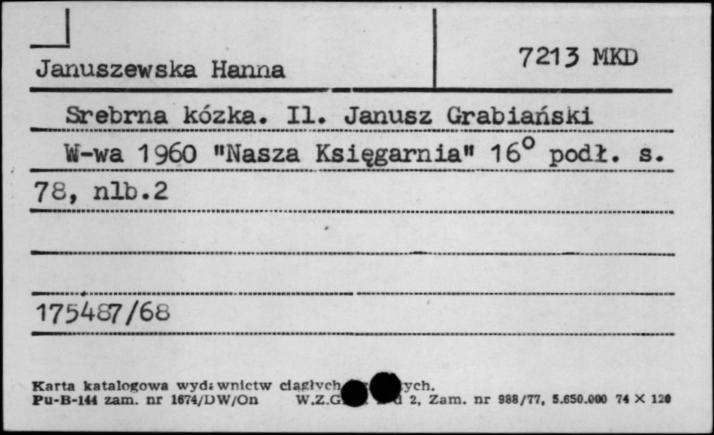 7213 MKD
Januszewska Hanna
Srebrna kózka. Il. Janusz Grabiański
W-wa 1960 "Nasza Księgarnia" 16° podł. s.
78, nlb.2
175487/68
Karta katalogowa wydawnictw ciągłych
Pu-B-144 zam. nr 1674/DW/On W.Z.G. 2, Zam. nr 988/77, 5.650.000 74 × 120